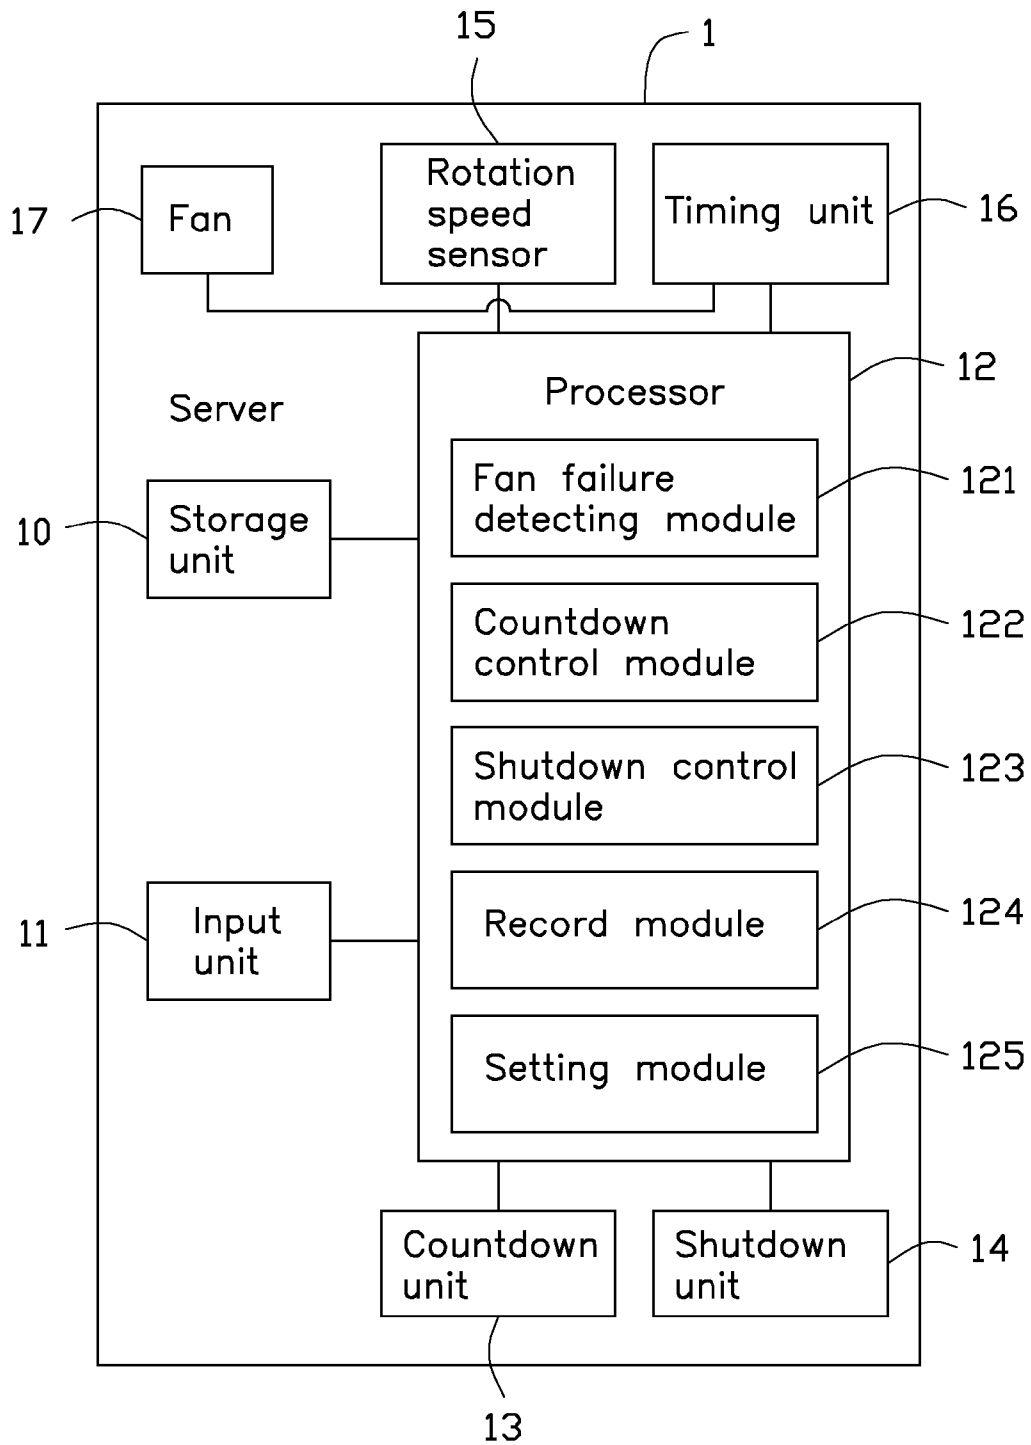 15
1
17
Fan
Rotation
speed
sensor
Timing unit
16
12
Processor
Server
Fan failure
detecting module
121
10
Storage
unit
Countdown
control module
122
Shutdown control
module
123
11
Input
unit
Record module
124
Setting module
125
Countdown
unit
Shutdown
unit
14
13